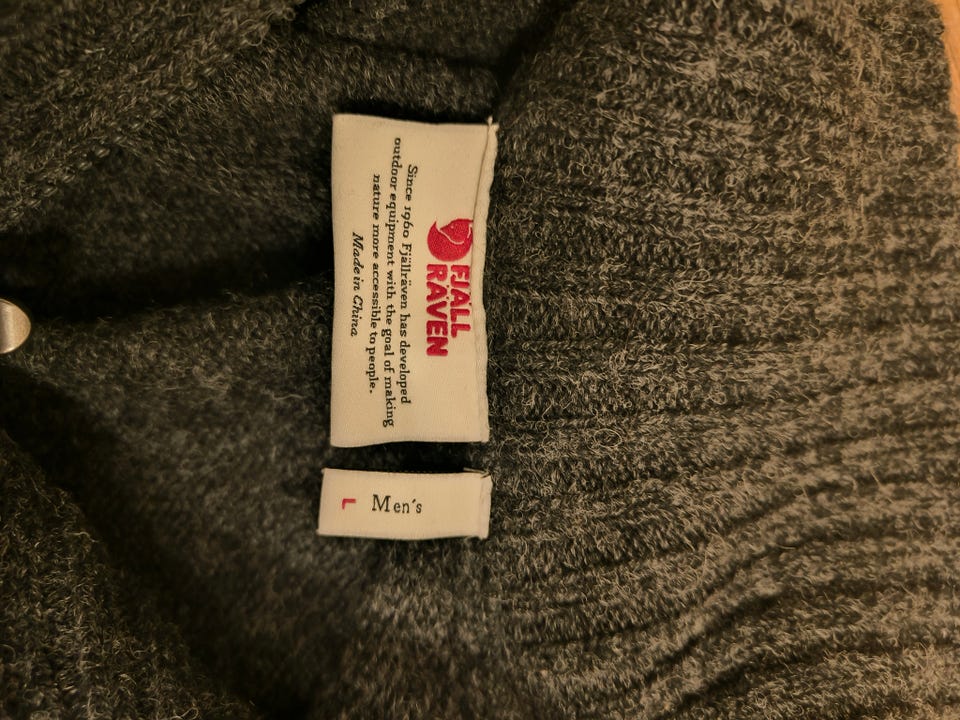 FJÄLL
RÄVEN
Since 1960 Fjällräven has developed
outdoor equipment with the goal of making
nature more accessible to people.
Made in China
Men's
L